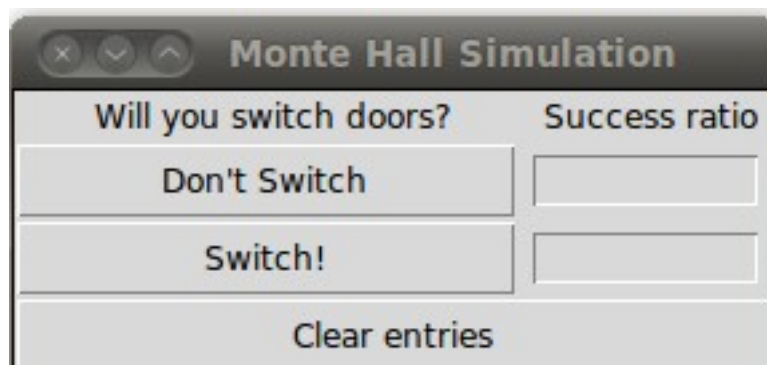 Monte Hall Simulation
Will you switch doors? Success ratio
Don't Switch
Switch!
Clear entries